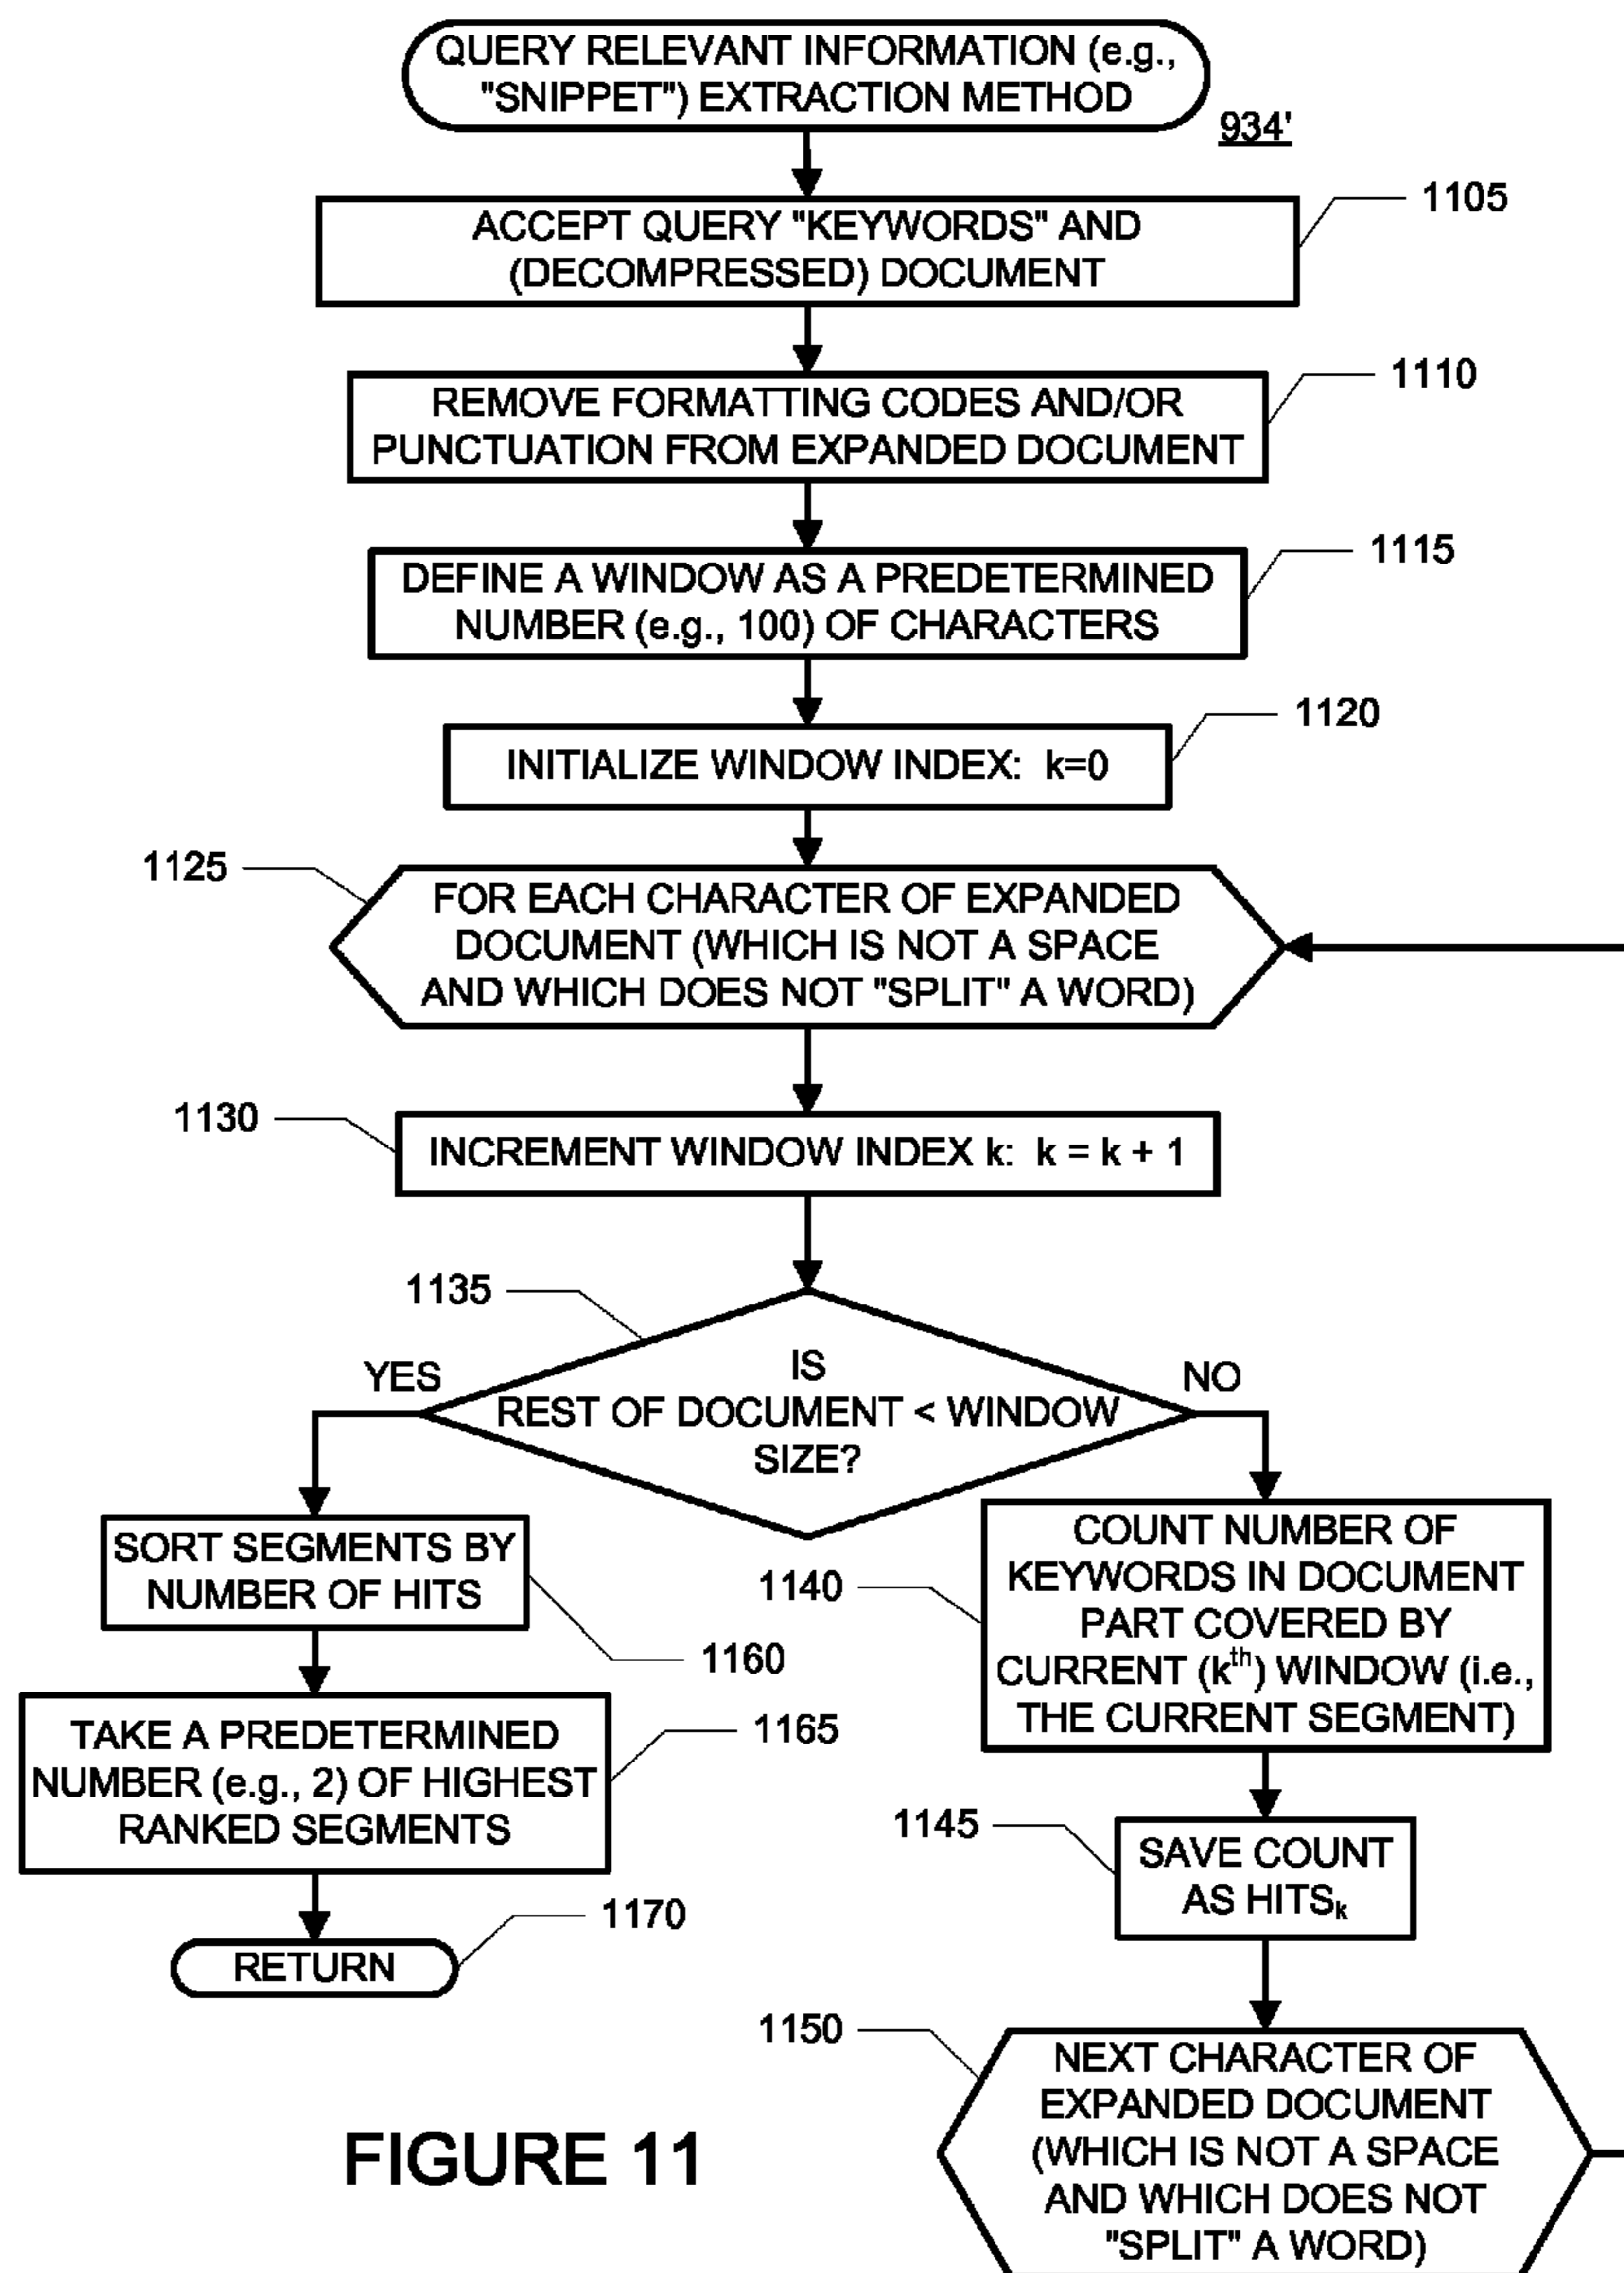 QUERY RELEVANT INFORMATION (e.g.,
"SNIPPET") EXTRACTION METHOD
934'
1105
ACCEPT QUERY "KEYWORDS" AND
(DECOMPRESSED) DOCUMENT
1110
REMOVE FORMATTING CODES AND/OR
PUNCTUATION FROM EXPANDED DOCUMENT
1115
DEFINE A WINDOW AS A PREDETERMINED
NUMBER (e.g., 100) OF CHARACTERS
1120
INITIALIZE WINDOW INDEX: k=0
1125
FOR EACH CHARACTER OF EXPANDED
DOCUMENT (WHICH IS NOT A SPACE
AND WHICH DOES NOT "SPLIT" A WORD)
1130
INCREMENT WINDOW INDEX k: k = k + 1
1135
IS
REST OF DOCUMENT < WINDOW
SIZE?
YES
NO
SORT SEGMENTS BY
NUMBER OF HITS
1160
TAKE A PREDETERMINED
NUMBER (e.g., 2) OF HIGHEST
RANKED SEGMENTS
1165
RETURN
1170
1140
COUNT NUMBER OF
KEYWORDS IN DOCUMENT
PART COVERED BY
CURRENT (kth) WINDOW (i.e.,
THE CURRENT SEGMENT)
1145
SAVE COUNT
AS HITSk
1150
NEXT CHARACTER OF
EXPANDED DOCUMENT
(WHICH IS NOT A SPACE
AND WHICH DOES NOT
"SPLIT" A WORD)
FIGURE 11